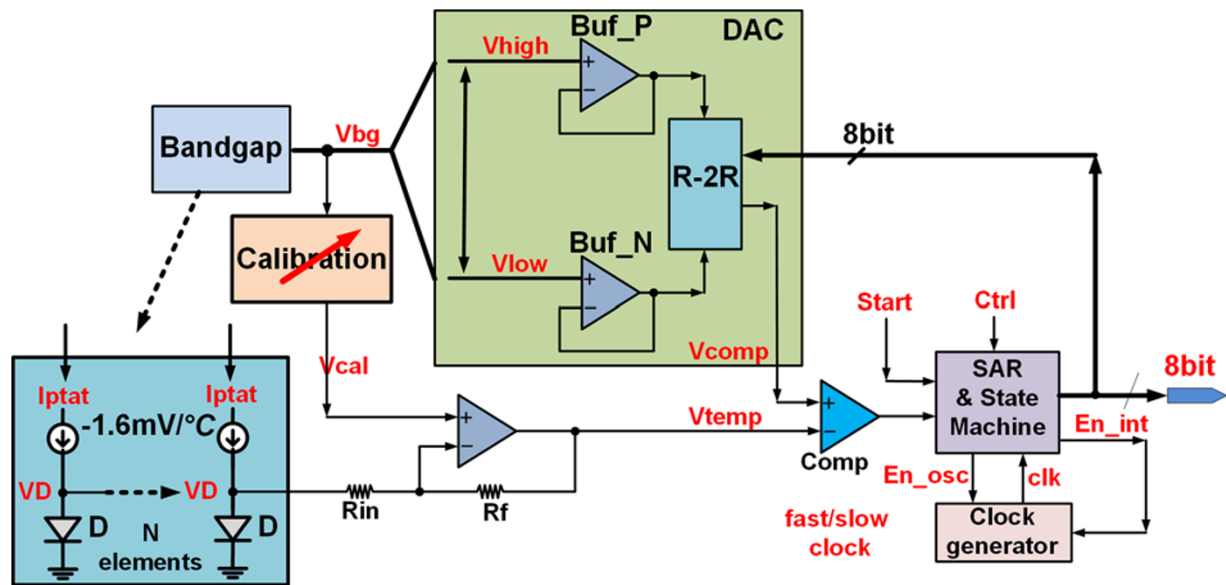 Buf_P
DAC
Vhigh
+
−
Bandgap
Vbg
8bit
R-2R
Calibration
Buf_N
Vlow
+
−
Start
Ctrl
Vcal
Vcomp
SAR
& State
Machine
8bit
Iptat
Iptat
-1.6mV/°C
+
−
Vtemp
+
−
Comp
En_int
VD
VD
Rin
Rf
En_osc
clk
D
D
N
elements
fast/slow
clock
Clock
generator